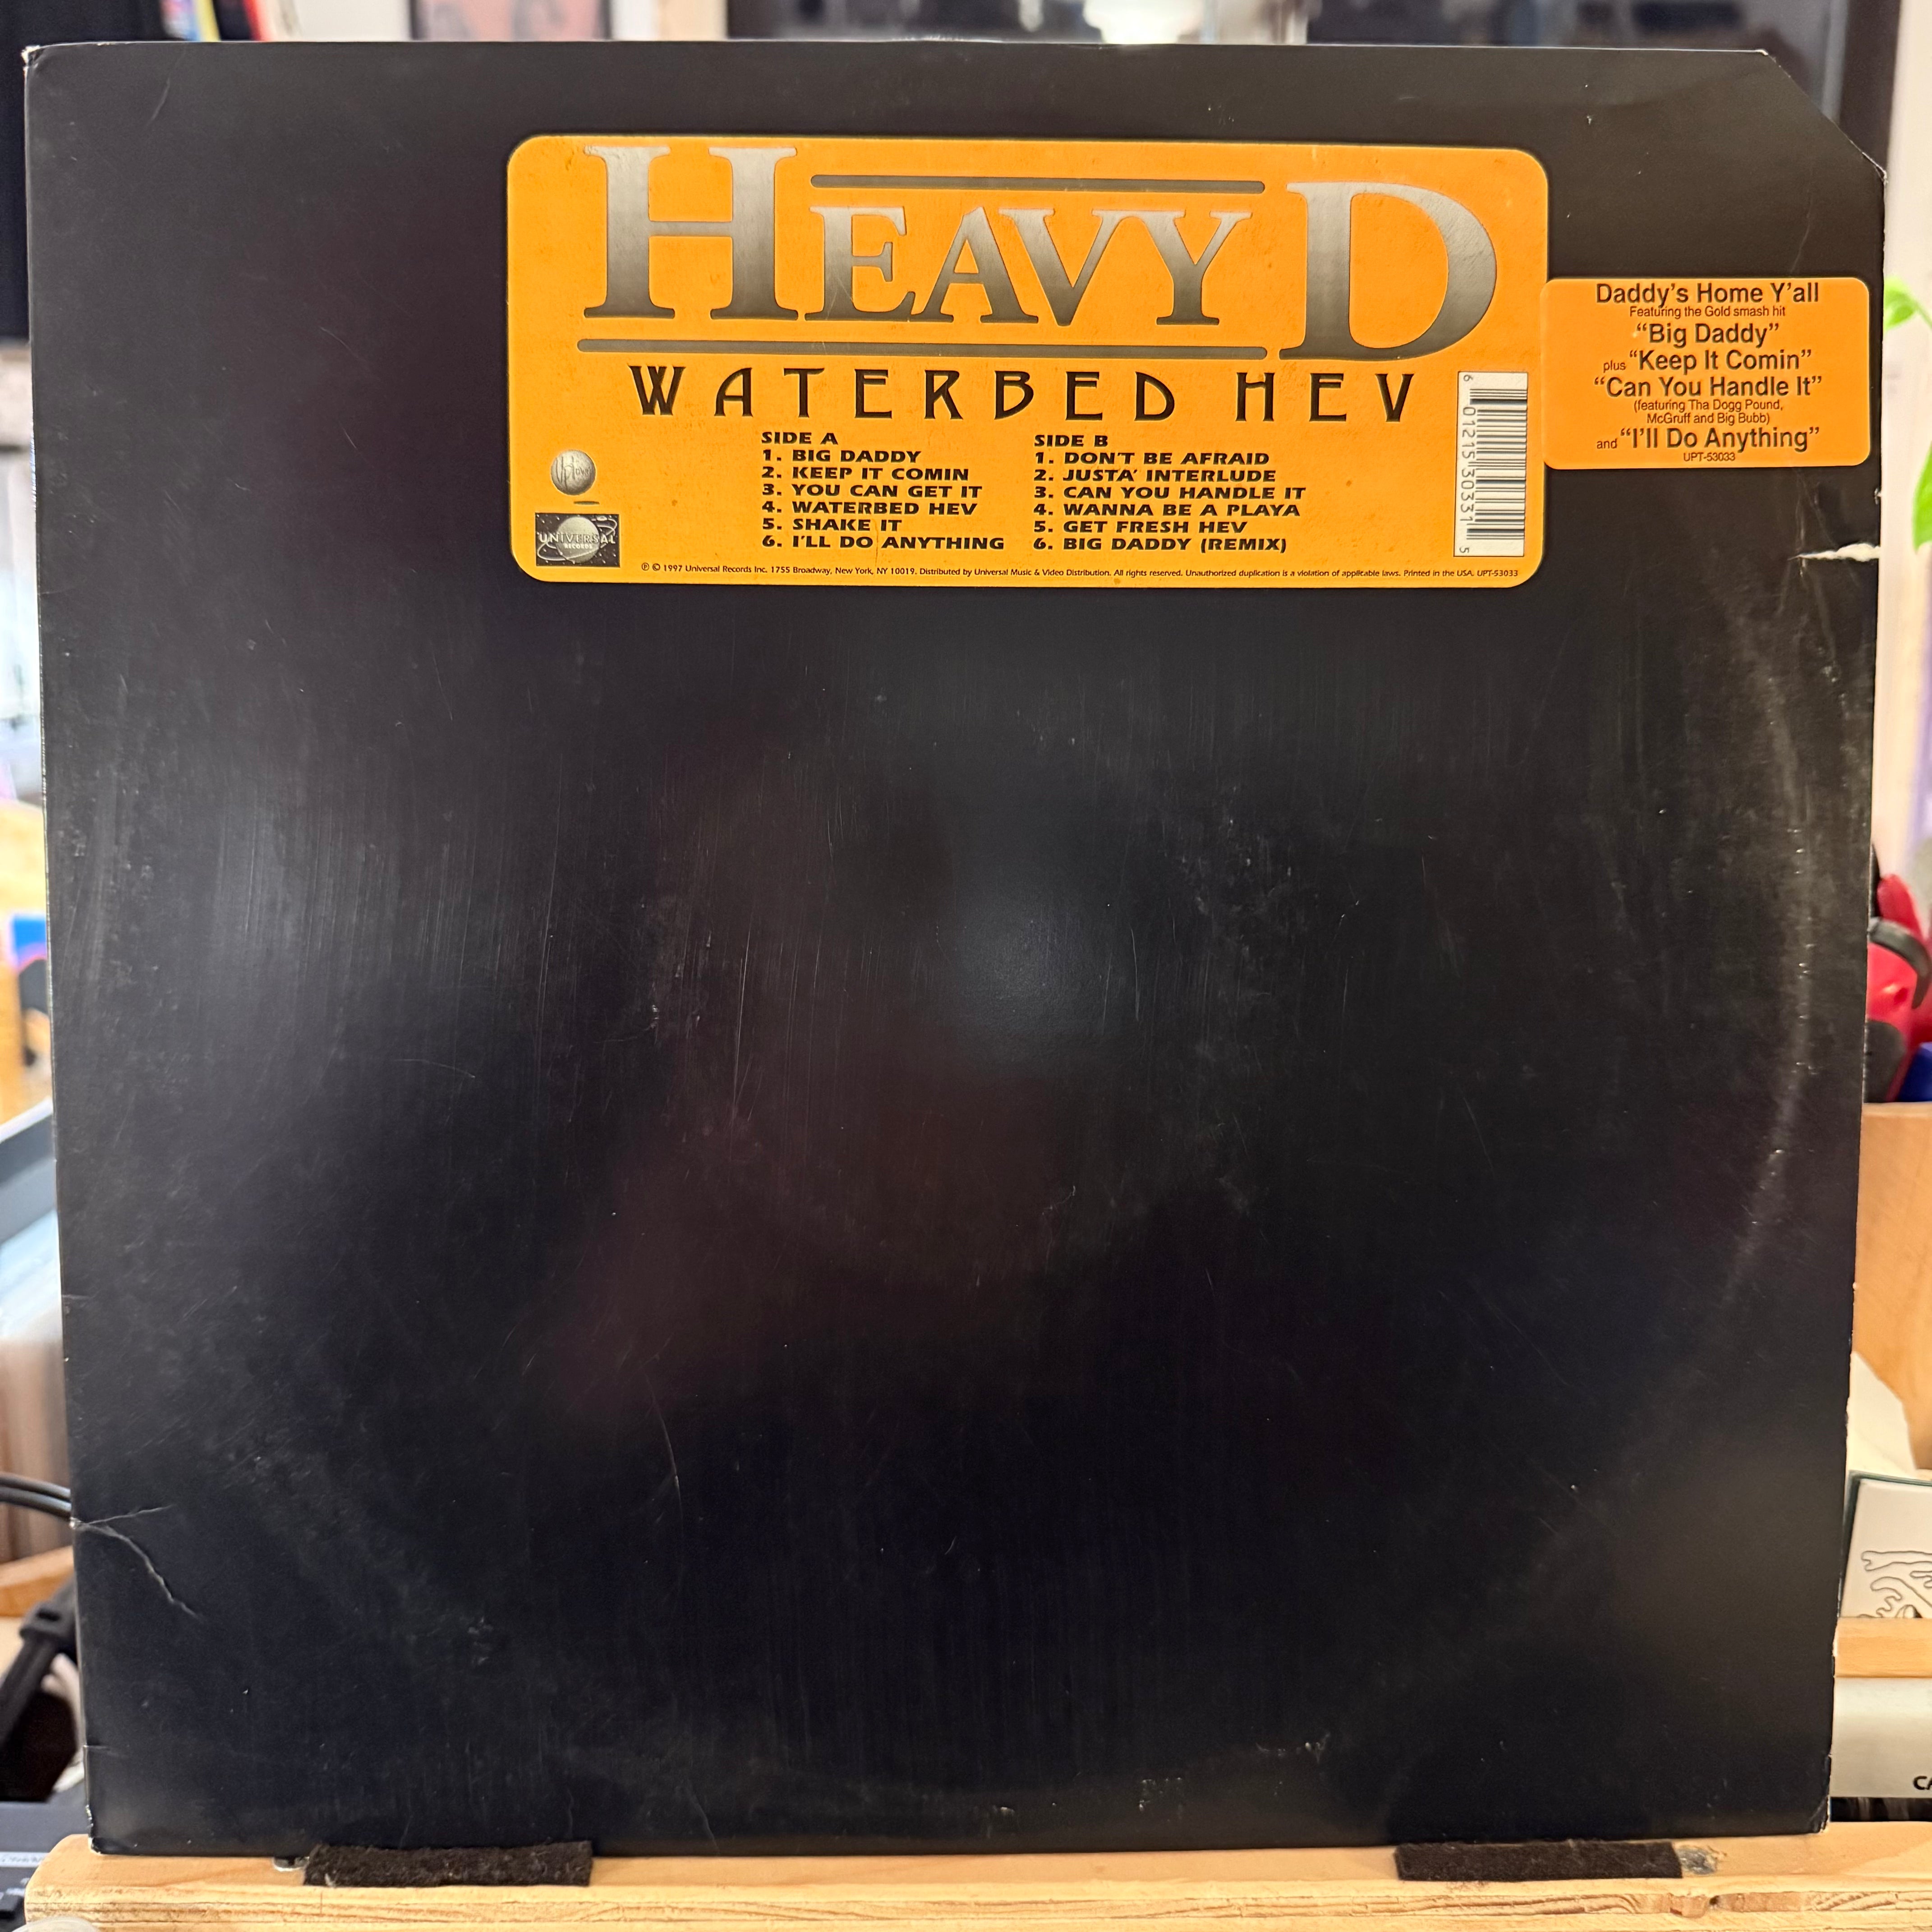 HEAVY D
WATERBED HEV
SIDE A
1. BIG DADDY
2. KEEP IT COMIN
3. YOU CAN GET IT
4. WATERBED HEV
5. SHAKE IT
6. I'LL DO ANYTHING
SIDE B
1. DON'T BE AFRAID
2. JUSTA' INTERLUDE
3. CAN YOU HANDLE IT
4. WANNA BE A PLAYA
5. GET FRESH HEV
6. BIG DADDY (REMIX)
UNIVERSAL
RECORDS
℗ © 1997 Universal Records Inc. 1755 Broadway, New York, NY 10019. Distributed by Universal Music & Video Distribution. All rights reserved. Unauthorized duplication is a violation of applicable laws. Printed in the USA. UPT-53033
6 01215 30331 5
Daddy's Home Y'all
Featuring the Gold smash hit
"Big Daddy"
plus "Keep It Comin"
"Can You Handle It"
(featuring Tha Dogg Pound,
McGruff and Big Bubb)
and "I'll Do Anything"
UPT-53033